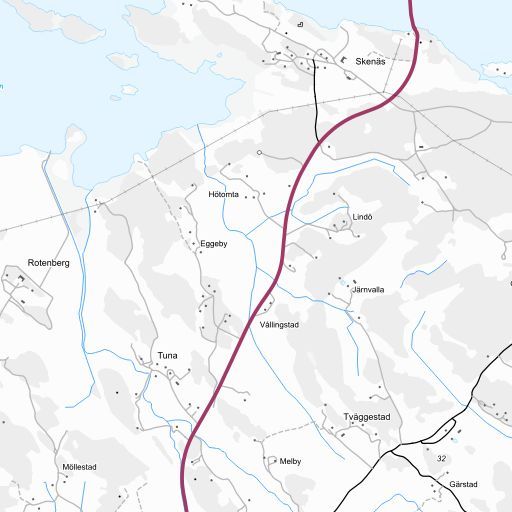 Skenäs
Hötomta
Lindö
Eggeby
Rotenberg
Järnvalla
Vällingstad
Tuna
Tväggestad
Melby
32
Möllestad
Gärstad